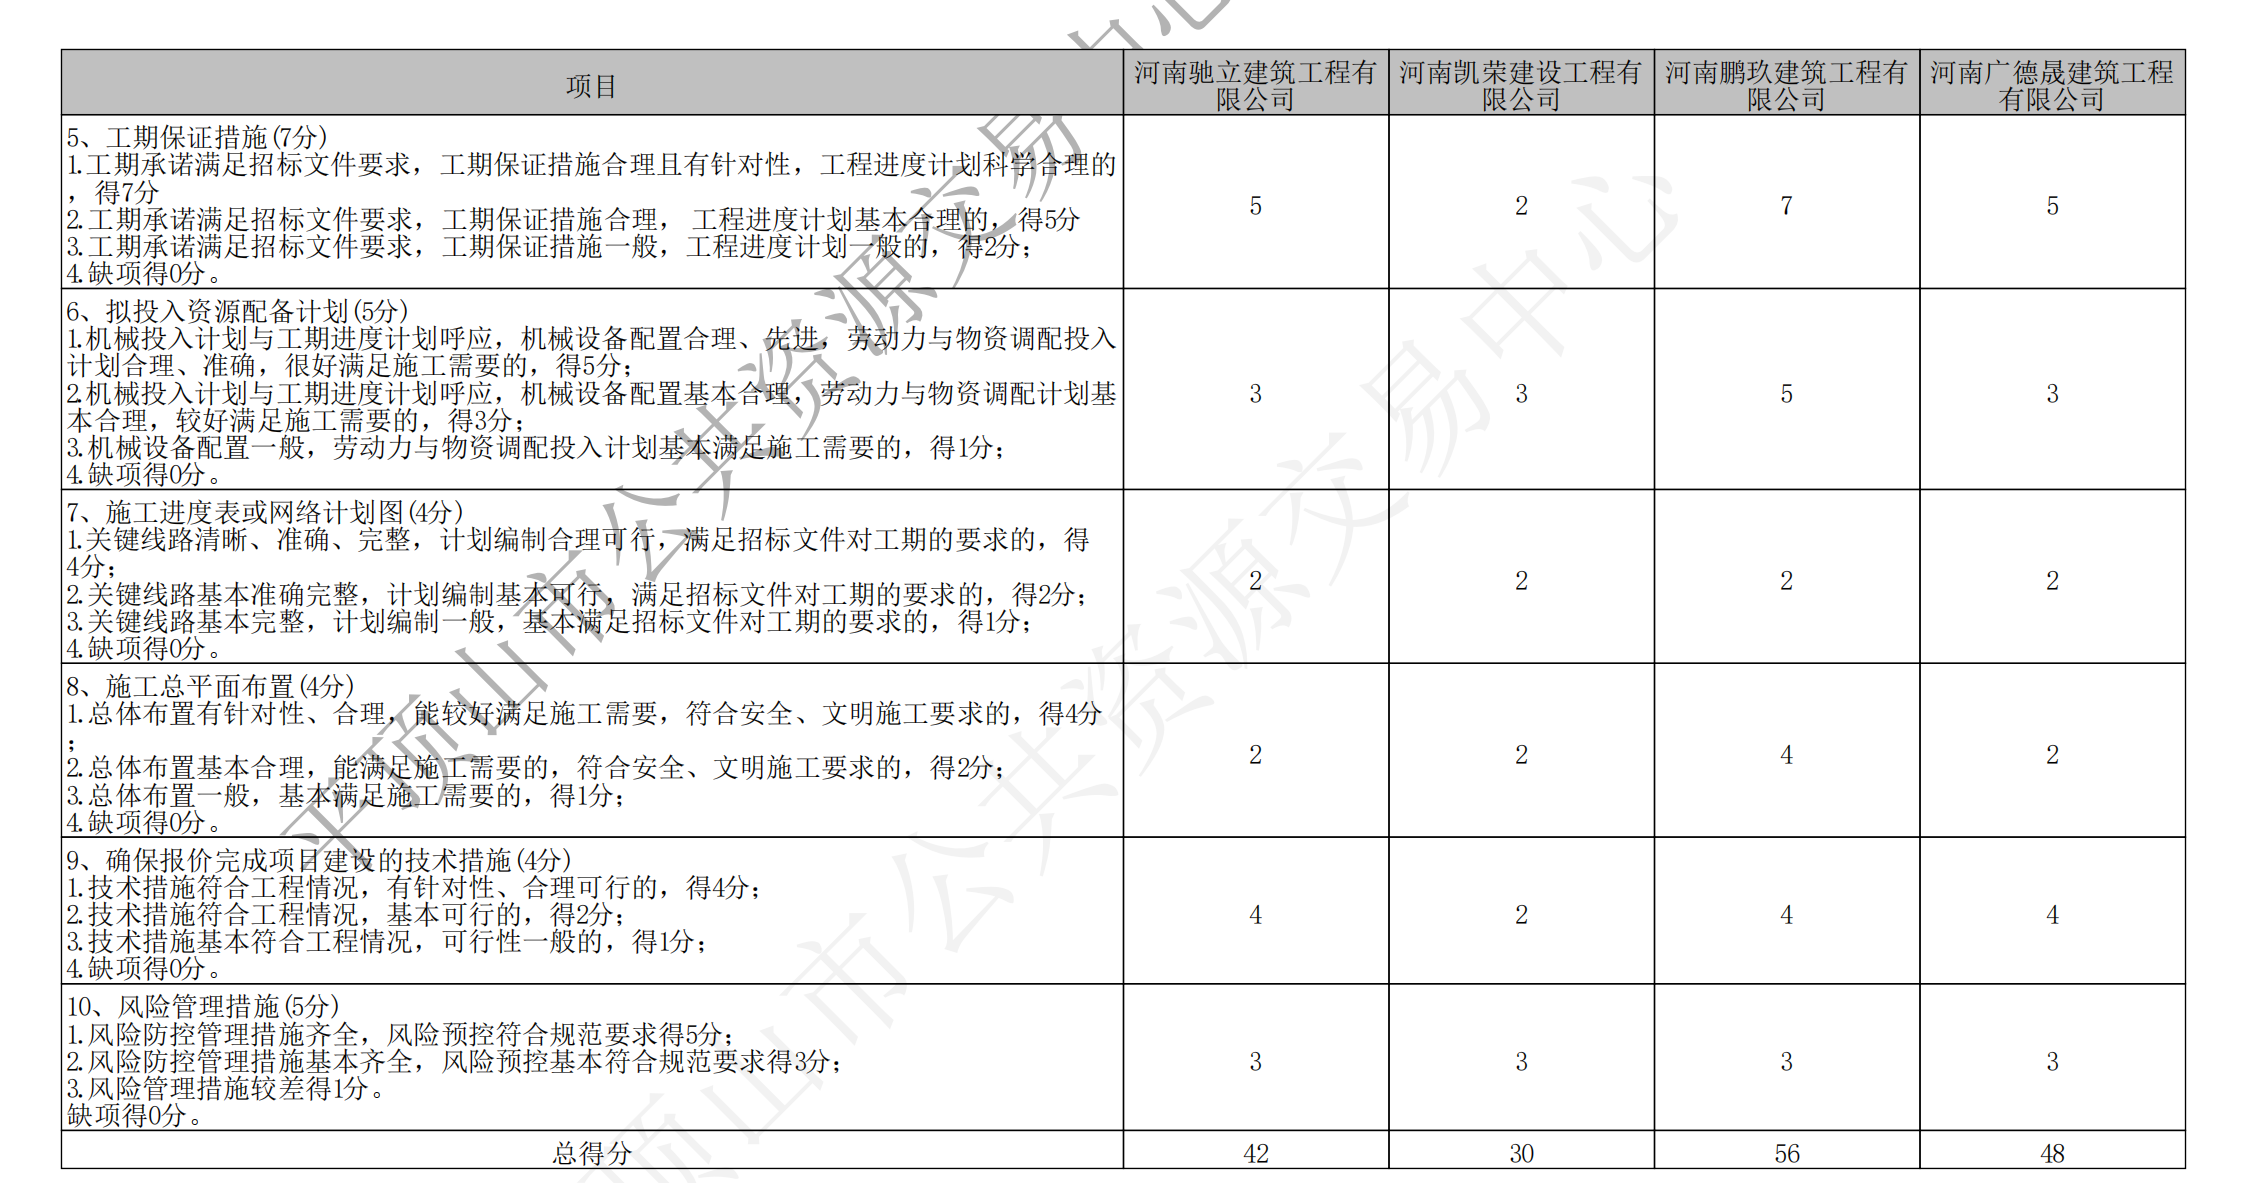 项目
河南驰立建筑工程有
限公司
河南凯荣建设工程有
限公司
河南鹏玖建筑工程有
限公司
河南广德晟建筑工程
有限公司
5、工期保证措施(7分)
1.工期承诺满足招标文件要求，工期保证措施合理且有针对性，工程进度计划科学合理的
，得7分
2.工期承诺满足招标文件要求，工期保证措施合理， 工程进度计划基本合理的，得5分
3.工期承诺满足招标文件要求，工期保证措施一般，工程进度计划一般的，得2分；
4.缺项得0分。
5
2
7
5
6、拟投入资源配备计划(5分)
1.机械投入计划与工期进度计划呼应，机械设备配置合理、先进，劳动力与物资调配投入
计划合理、准确，很好满足施工需要的，得5分；
2.机械投入计划与工期进度计划呼应，机械设备配置基本合理，劳动力与物资调配计划基
本合理，较好满足施工需要的，得3分；
3.机械设备配置一般，劳动力与物资调配投入计划基本满足施工需要的，得1分；
4.缺项得0分。
3
3
5
3
7、施工进度表或网络计划图(4分)
1.关键线路清晰、准确、完整，计划编制合理可行，满足招标文件对工期的要求的，得
4分；
2.关键线路基本准确完整，计划编制基本可行，满足招标文件对工期的要求的，得2分；
3.关键线路基本完整，计划编制一般，基本满足招标文件对工期的要求的，得1分；
4.缺项得0分。
2
2
2
2
8、施工总平面布置(4分)
1.总体布置有针对性、合理，能较好满足施工需要，符合安全、文明施工要求的，得4分
；
2.总体布置基本合理，能满足施工需要的，符合安全、文明施工要求的，得2分；
3.总体布置一般，基本满足施工需要的，得1分；
4.缺项得0分。
2
2
4
2
9、确保报价完成项目建设的技术措施(4分)
1.技术措施符合工程情况，有针对性、合理可行的，得4分；
2.技术措施符合工程情况，基本可行的，得2分；
3.技术措施基本符合工程情况，可行性一般的，得1分；
4.缺项得0分。
4
2
4
4
10、风险管理措施(5分)
1.风险防控管理措施齐全，风险预控符合规范要求得5分；
2.风险防控管理措施基本齐全，风险预控基本符合规范要求得3分；
3.风险管理措施较差得1分。
缺项得0分。
3
3
3
3
总得分
42
30
56
48
平顶山市公共资源交易中心
顶山市公共资源交易中心